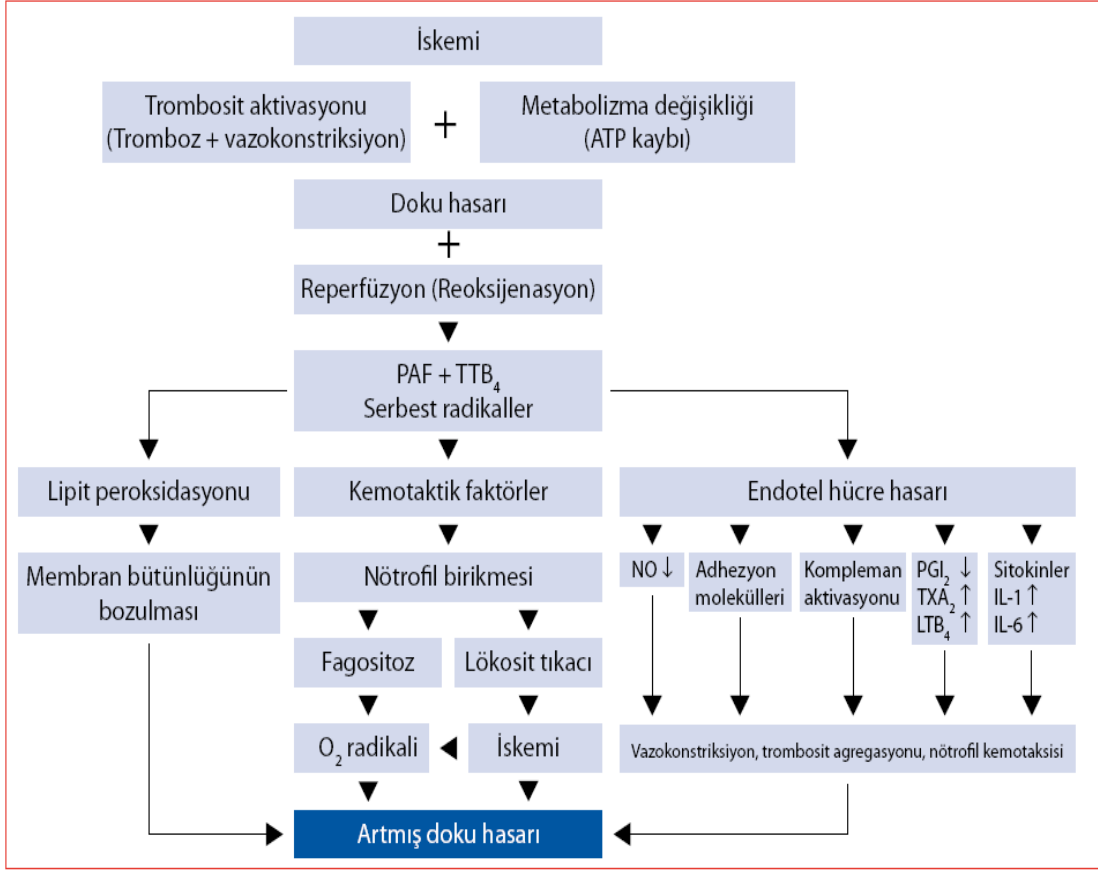 İskemi
Trombosit aktivasyonu
(Tromboz + vazokonstriksiyon)
+
Metabolizma değişikliği
(ATP kaybı)
Doku hasarı
+
Reperfüzyon (Reoksijenasyon)
PAF + TTB₄
Serbest radikaller
Lipit peroksidasyonu
Kemotaktik faktörler
Endotel hücre hasarı
Membran bütünlüğünün
bozulması
Nötrofil birikmesi
NO ↓
Adhezyon
molekülleri
Kompleman
aktivasyonu
PGI₂ ↓
TXA₂ ↑
LTB₄ ↑
Sitokinler
IL-1 ↑
IL-6 ↑
Fagositoz
Lökosit tıkacı
O₂ radikali
İskemi
Vazokonstriksiyon, trombosit agregasyonu, nötrofil kemotaksisi
Artmış doku hasarı